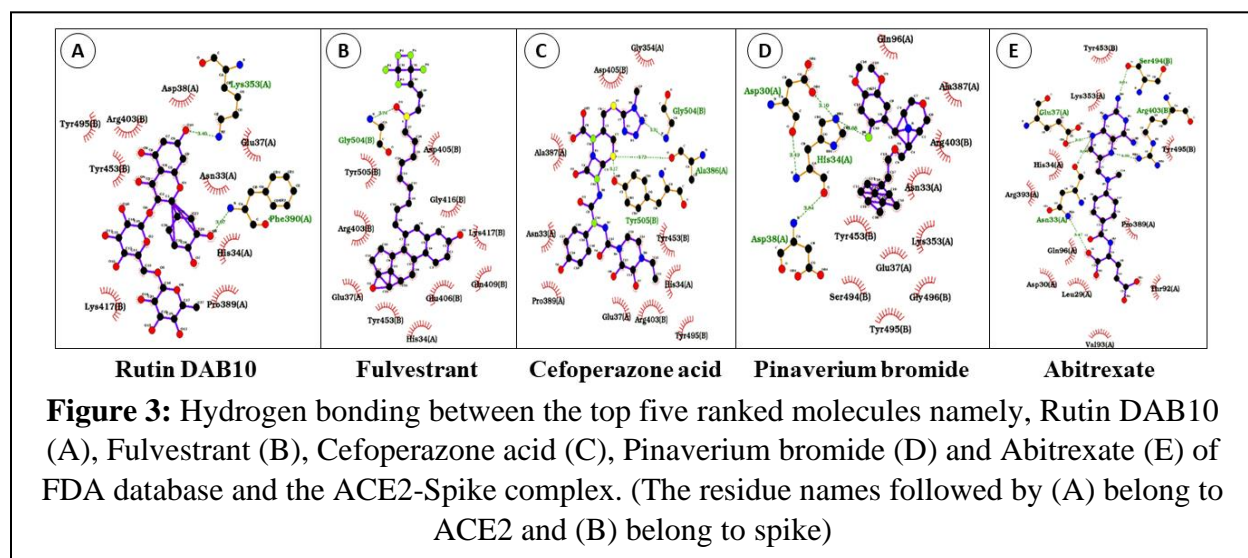 A
Lys353(A)
Asp38(A)
Tyr495(B)
Arg403(B)
Glu37(A)
Tyr453(B)
Asn33(A)
Phe390(A)
His34(A)
Lys417(B)
Pro389(A)
B
Gly504(B)
Asp405(B)
Tyr505(B)
Gly416(B)
Arg403(B)
Lys417(B)
Gln409(B)
Glu37(A)
Glu406(B)
Tyr453(B)
His34(A)
C
Gly354(A)
Asp405(B)
Gly504(B)
Ala387(A)
Ala386(A)
Tyr505(B)
Asn33(A)
Tyr453(B)
His34(A)
Pro389(A)
Glu37(A)
Arg403(B)
Tyr495(B)
D
Gln96(A)
Asp30(A)
Ala387(A)
Arg403(B)
His34(A)
Asn33(A)
Asp38(A)
Tyr453(B)
Lys353(A)
Glu37(A)
Ser494(B)
Gly496(B)
Tyr495(B)
E
Tyr453(B)
Ser494(B)
Lys353(A)
Glu37(A)
Arg403(B)
Tyr495(B)
His34(A)
Arg393(A)
Asn33(A)
Pro389(A)
Gln96(A)
Asp30(A)
Leu29(A)
Thr92(A)
Val93(A)
Rutin DAB10
Fulvestrant
Cefoperazone acid
Pinaverium bromide
Abitrexate
Figure 3: Hydrogen bonding between the top five ranked molecules namely, Rutin DAB10
(A), Fulvestrant (B), Cefoperazone acid (C), Pinaverium bromide (D) and Abitrexate (E) of
FDA database and the ACE2-Spike complex. (The residue names followed by (A) belong to
ACE2 and (B) belong to spike)